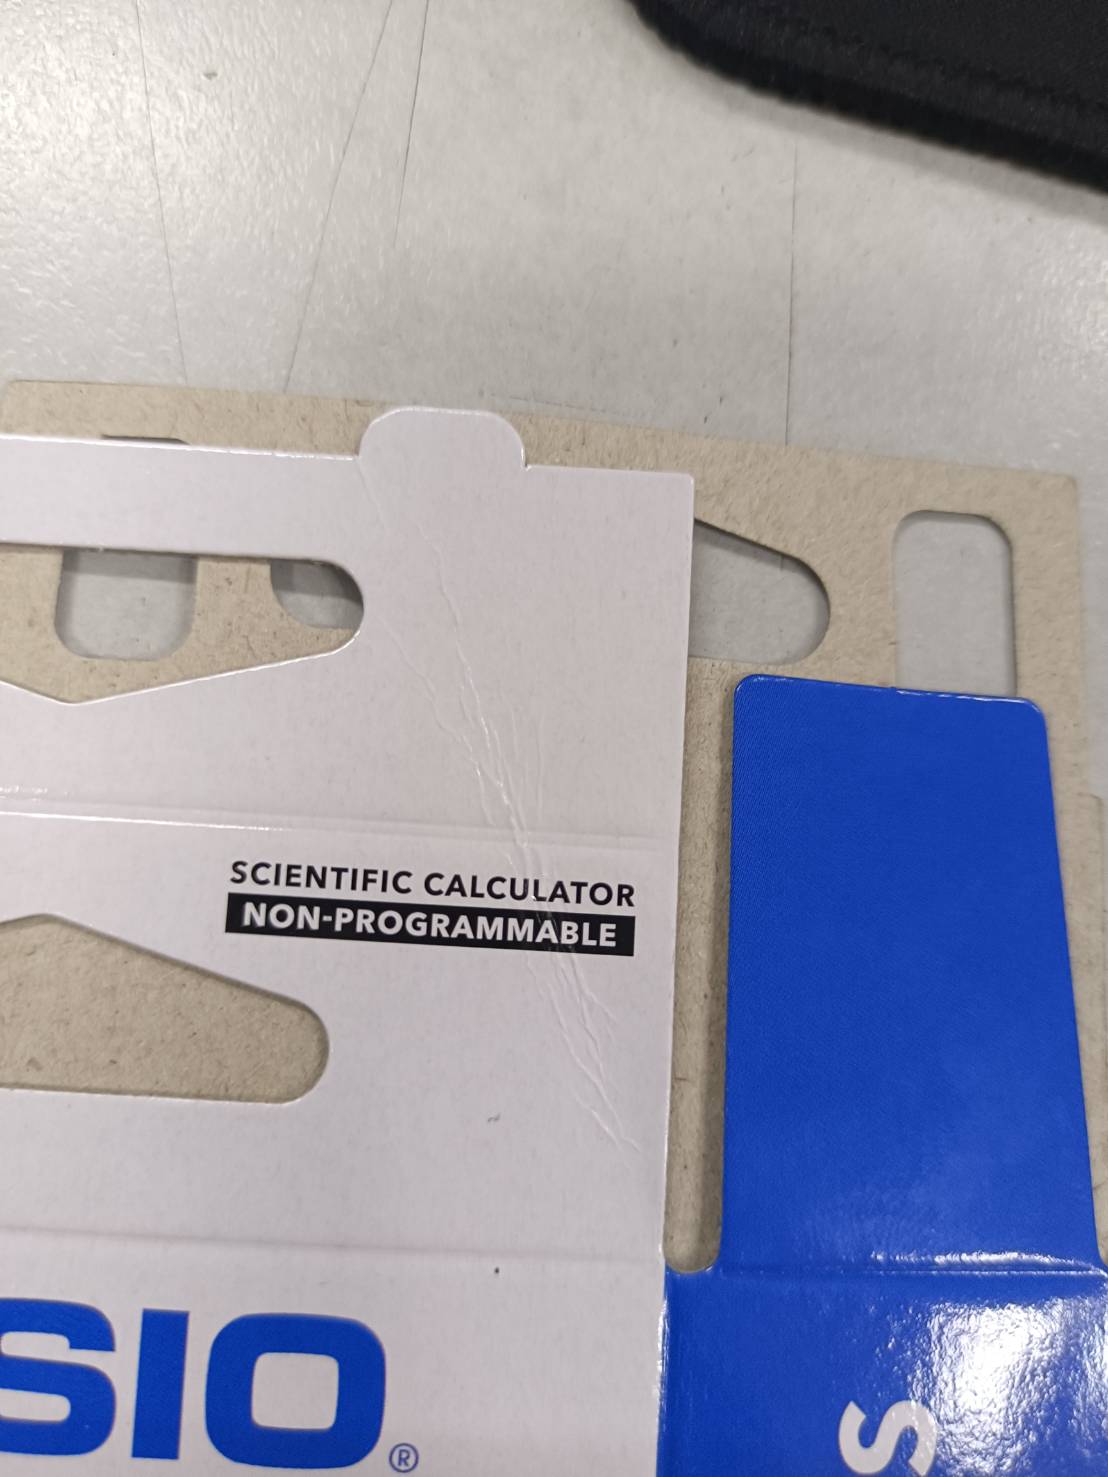 SCIENTIFIC CALCULATOR
NON-PROGRAMMABLE
SIO®
S